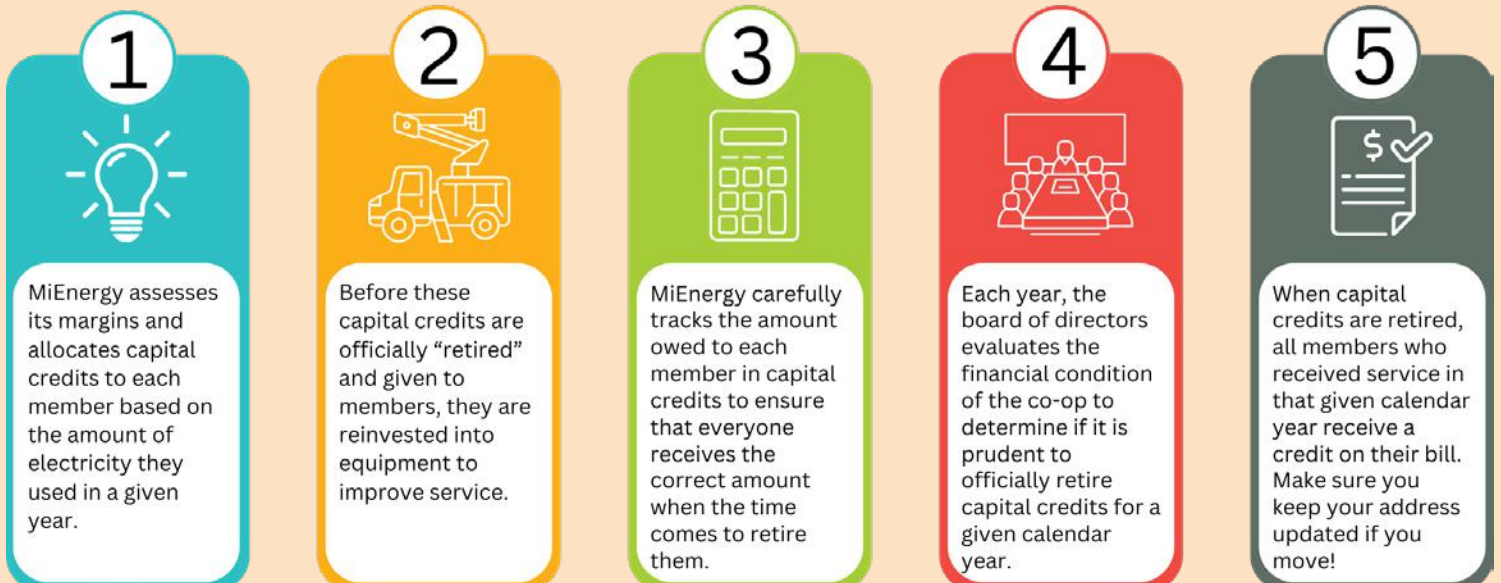 1
MiEnergy assesses
its margins and
allocates capital
credits to each
member based on
the amount of
electricity they
used in a given
year.
2
Before these
capital credits are
officially “retired”
and given to
members, they are
reinvested into
equipment to
improve service.
3
MiEnergy carefully
tracks the amount
owed to each
member in capital
credits to ensure
that everyone
receives the
correct amount
when the time
comes to retire
them.
4
Each year, the
board of directors
evaluates the
financial condition
of the co-op to
determine if it is
prudent to
officially retire
capital credits for a
given calendar
year.
5
$
When capital
credits are retired,
all members who
received service in
that given calendar
year receive a
credit on their bill.
Make sure you
keep your address
updated if you
move!